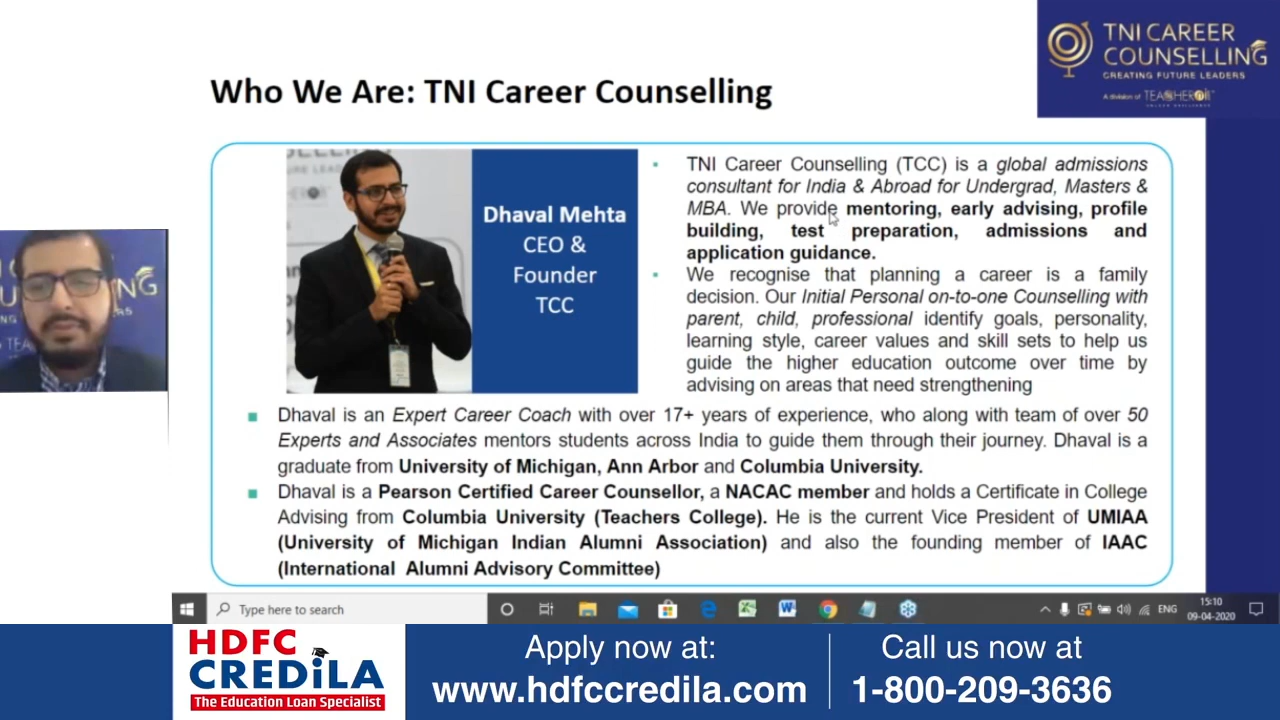 TNI CAREER
COUNSELLING
CREATING FUTURE LEADERS
A division of
Who We Are: TNI Career Counselling
Dhaval Mehta
CEO &
Founder
TCC
TNI Career Counselling (TCC) is a global admissions
consultant for India & Abroad for Undergrad, Masters &
MBA. We provide mentoring, early advising, profile
building, test preparation, admissions and
application guidance.
We recognise that planning a career is a family
decision. Our Initial Personal on-to-one Counselling with
parent, child, professional identify goals, personality,
learning style, career values and skill sets to help us
guide the higher education outcome over time by
advising on areas that need strengthening
Dhaval is an Expert Career Coach with over 17+ years of experience, who along with team of over 50
Experts and Associates mentors students across India to guide them through their journey. Dhaval is a
graduate from University of Michigan, Ann Arbor and Columbia University.
Dhaval is a Pearson Certified Career Counsellor, a NACAC member and holds a Certificate in College
Advising from Columbia University (Teachers College). He is the current Vice President of UMIAA
(University of Michigan Indian Alumni Association) and also the founding member of IAAC
(International Alumni Advisory Committee)
Type here to search
ENG
15:10
09-04-2020
HDFC
CREDiLA
The Education Loan Specialist
Apply now at:
www.hdfccredila.com
Call us now at
1-800-209-3636